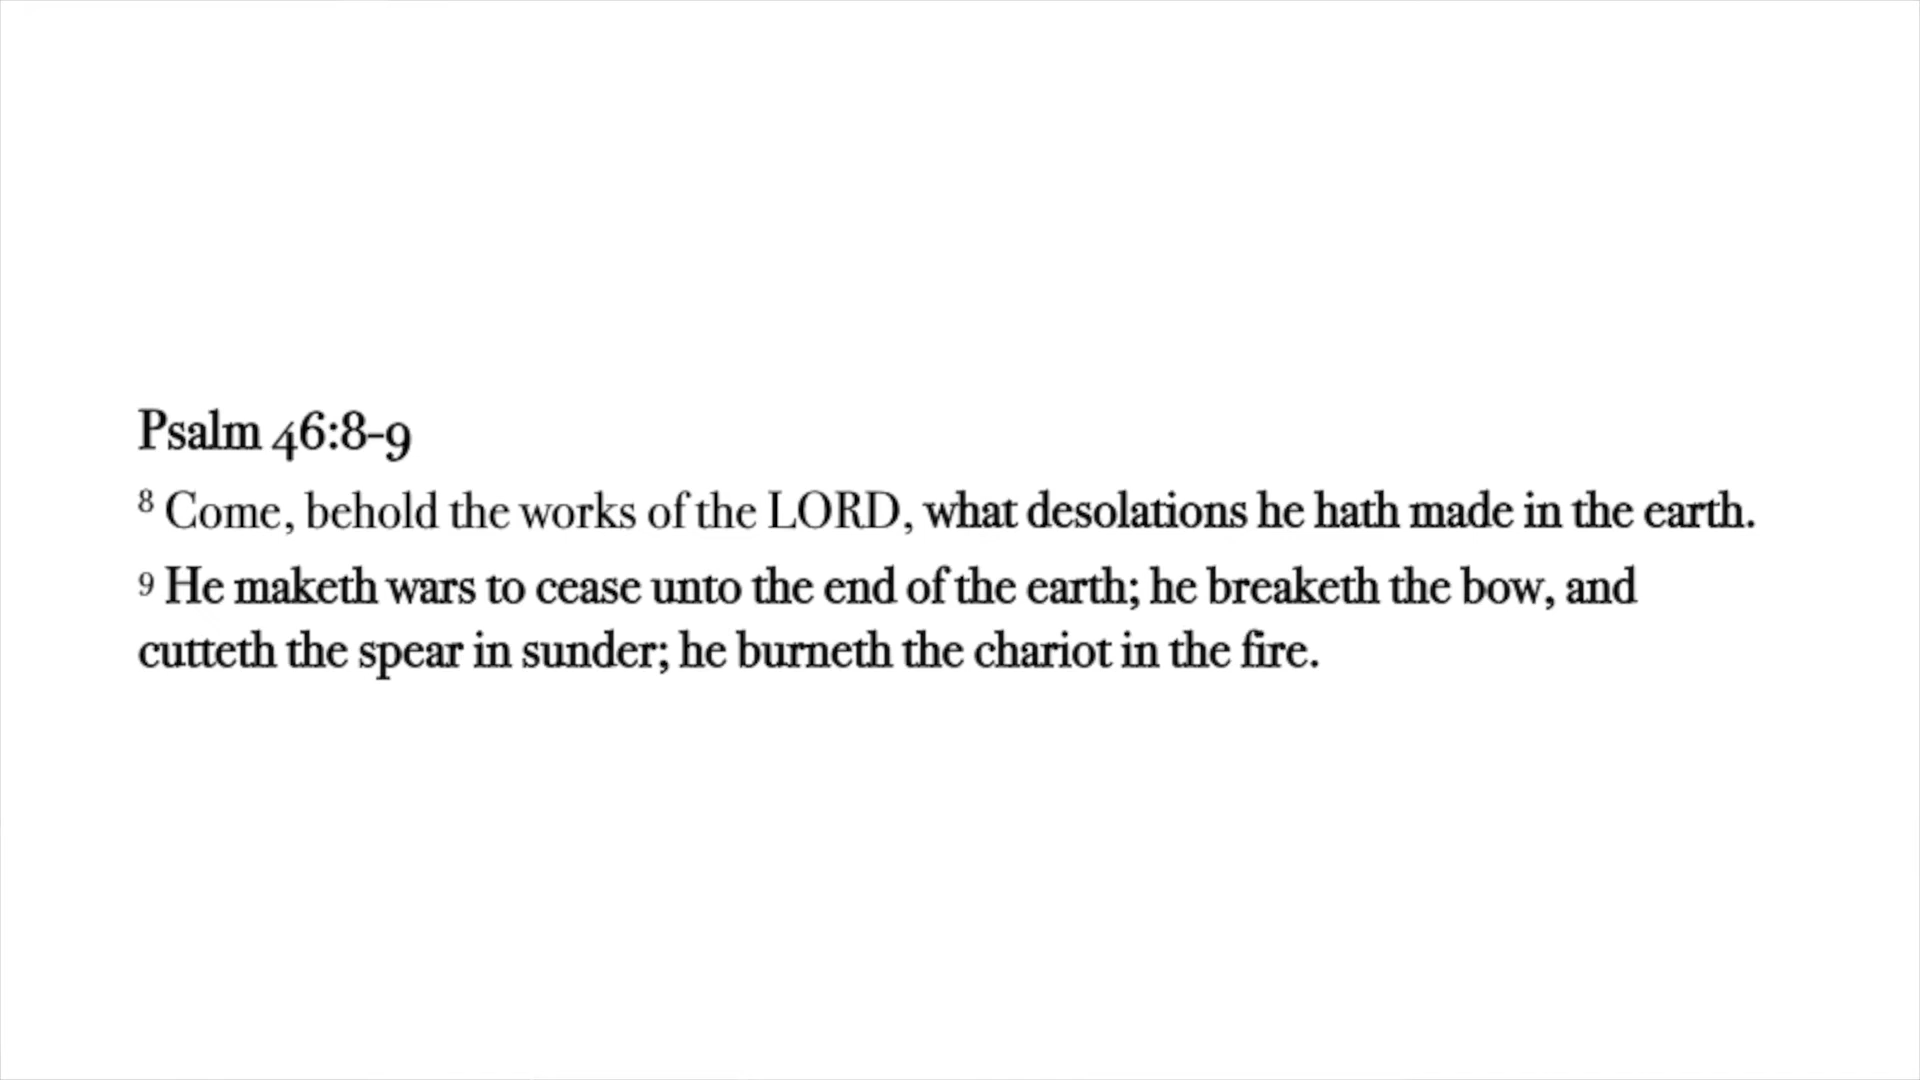 Psalm 46:8-9
8 Come, behold the works of the LORD, what desolations he hath made in the earth.
9 He maketh wars to cease unto the end of the earth; he breaketh the bow, and
cutteth the spear in sunder; he burneth the chariot in the fire.